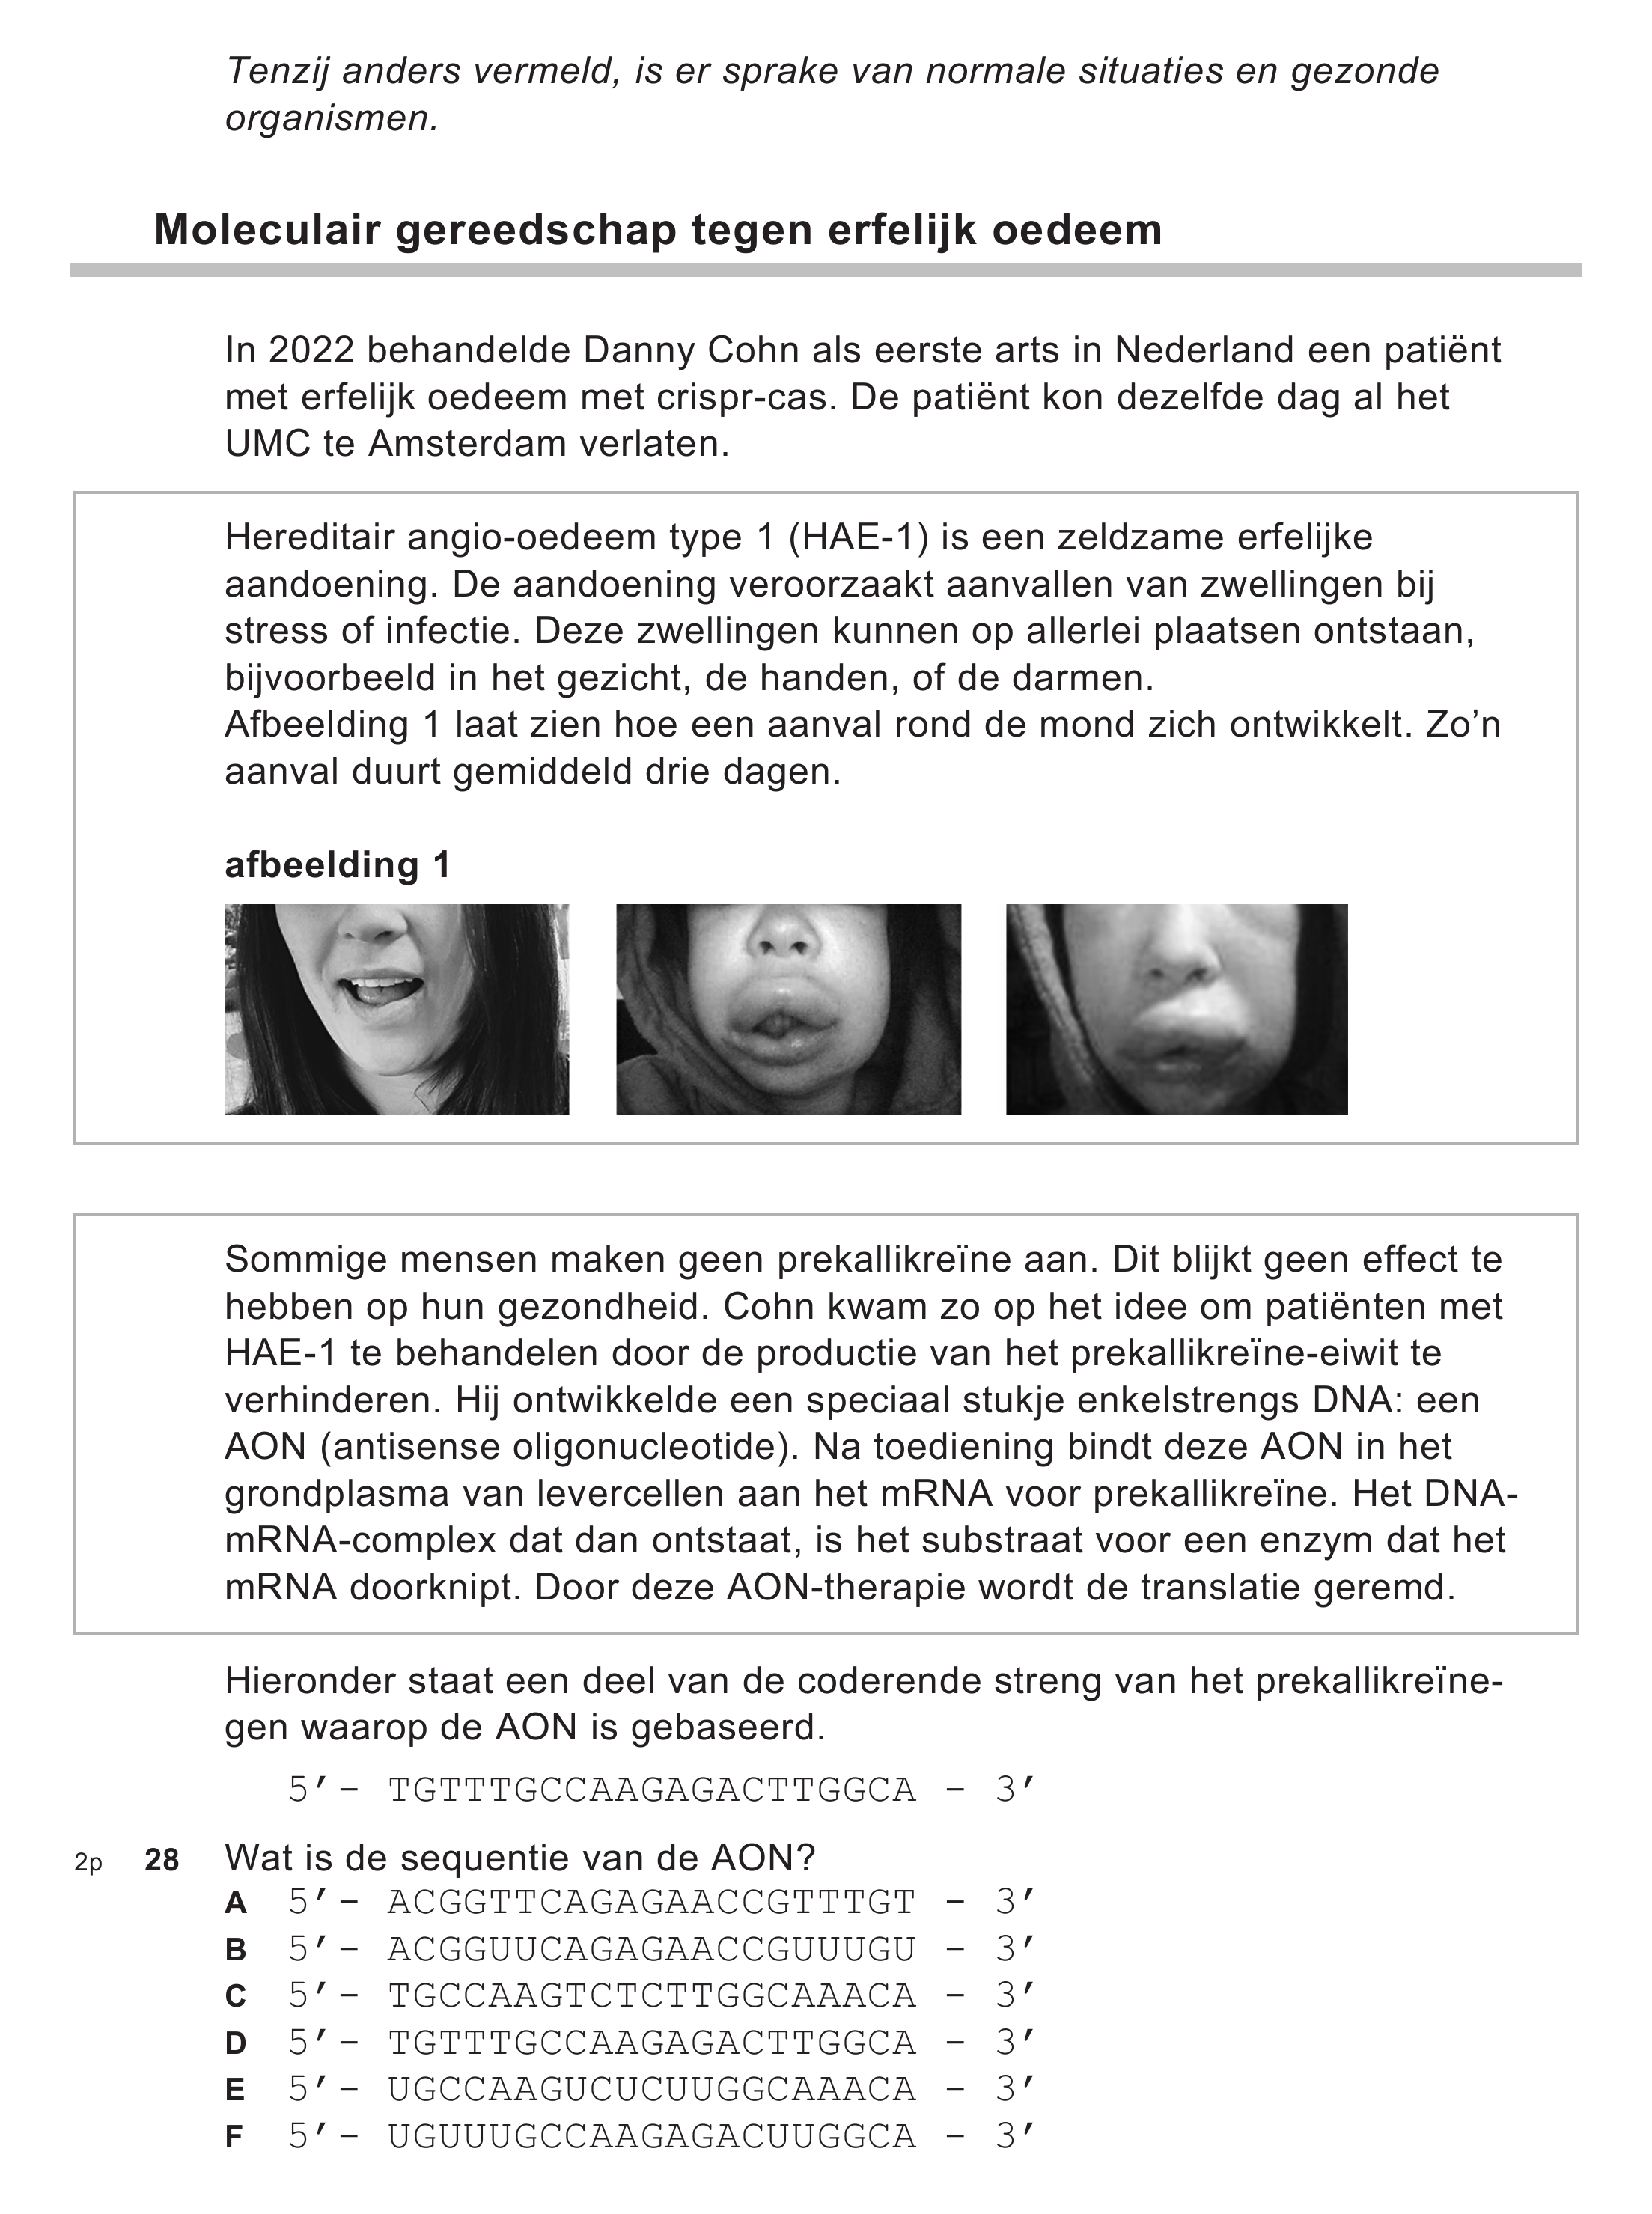 Tenzij anders vermeld, is er sprake van normale situaties en gezonde
organismen.
Moleculair gereedschap tegen erfelijk oedeem
In 2022 behandelde Danny Cohn als eerste arts in Nederland een patiënt
met erfelijk oedeem met crispr-cas. De patiënt kon dezelfde dag al het
UMC te Amsterdam verlaten.
Hereditair angio-oedeem type 1 (HAE-1) is een zeldzame erfelijke
aandoening. De aandoening veroorzaakt aanvallen van zwellingen bij
stress of infectie. Deze zwellingen kunnen op allerlei plaatsen ontstaan,
bijvoorbeeld in het gezicht, de handen, of de darmen.
Afbeelding 1 laat zien hoe een aanval rond de mond zich ontwikkelt. Zo’n
aanval duurt gemiddeld drie dagen.
afbeelding 1
Sommige mensen maken geen prekallikreïne aan. Dit blijkt geen effect te
hebben op hun gezondheid. Cohn kwam zo op het idee om patiënten met
HAE-1 te behandelen door de productie van het prekallikreïne-eiwit te
verhinderen. Hij ontwikkelde een speciaal stukje enkelstrengs DNA: een
AON (antisense oligonucleotide). Na toediening bindt deze AON in het
grondplasma van levercellen aan het mRNA voor prekallikreïne. Het DNA-
mRNA-complex dat dan ontstaat, is het substraat voor een enzym dat het
mRNA doorknipt. Door deze AON-therapie wordt de translatie geremd.
Hieronder staat een deel van de coderende streng van het prekallikreïne-
gen waarop de AON is gebaseerd.
5’- TGTTTGCCAAGAGACTTGGCA - 3’
2p 28 Wat is de sequentie van de AON?
A 5’- ACGGTTCAGAGAACCGTTTGT - 3’
B 5’- ACGGUUCAGAGAACCGUUUGU - 3’
C 5’- TGCCAAGTCTCTTGGCAAACA - 3’
D 5’- TGTTTGCCAAGAGACTTGGCA - 3’
E 5’- UGCCAAGUCUCUUGGCAAACA - 3’
F 5’- UGUUUGCCAAGAGACUUGGCA - 3’